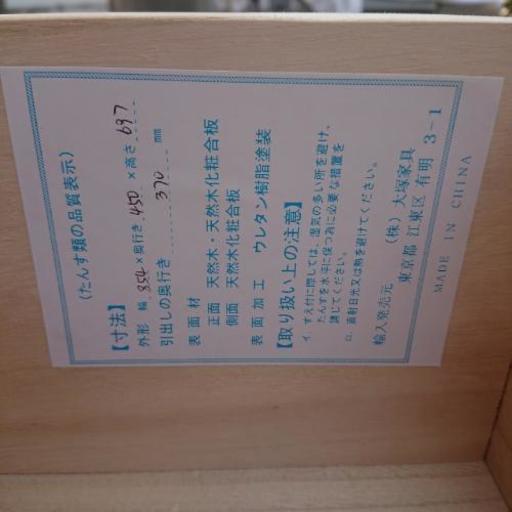 (たんす類の品質表示)
【寸法】
外形 幅 354 × 奥行き 450 × 高さ 697
引出しの奥行き 370 mm
表面材
正面 天然木・天然木化粧合板
側面 天然木化粧合板
表面加工 ウレタン樹脂塗装
【取り扱い上の注意】
イ. すえ付に際しては、湿気の多い所を避け、
たんすを水平に保つ為に必要な措置を
講じてください。
ロ. 直射日光又は熱を避けてください。
輸入発売元
(株) 大塚家具
東京都 江東区 有明 3-1
MADE IN CHINA